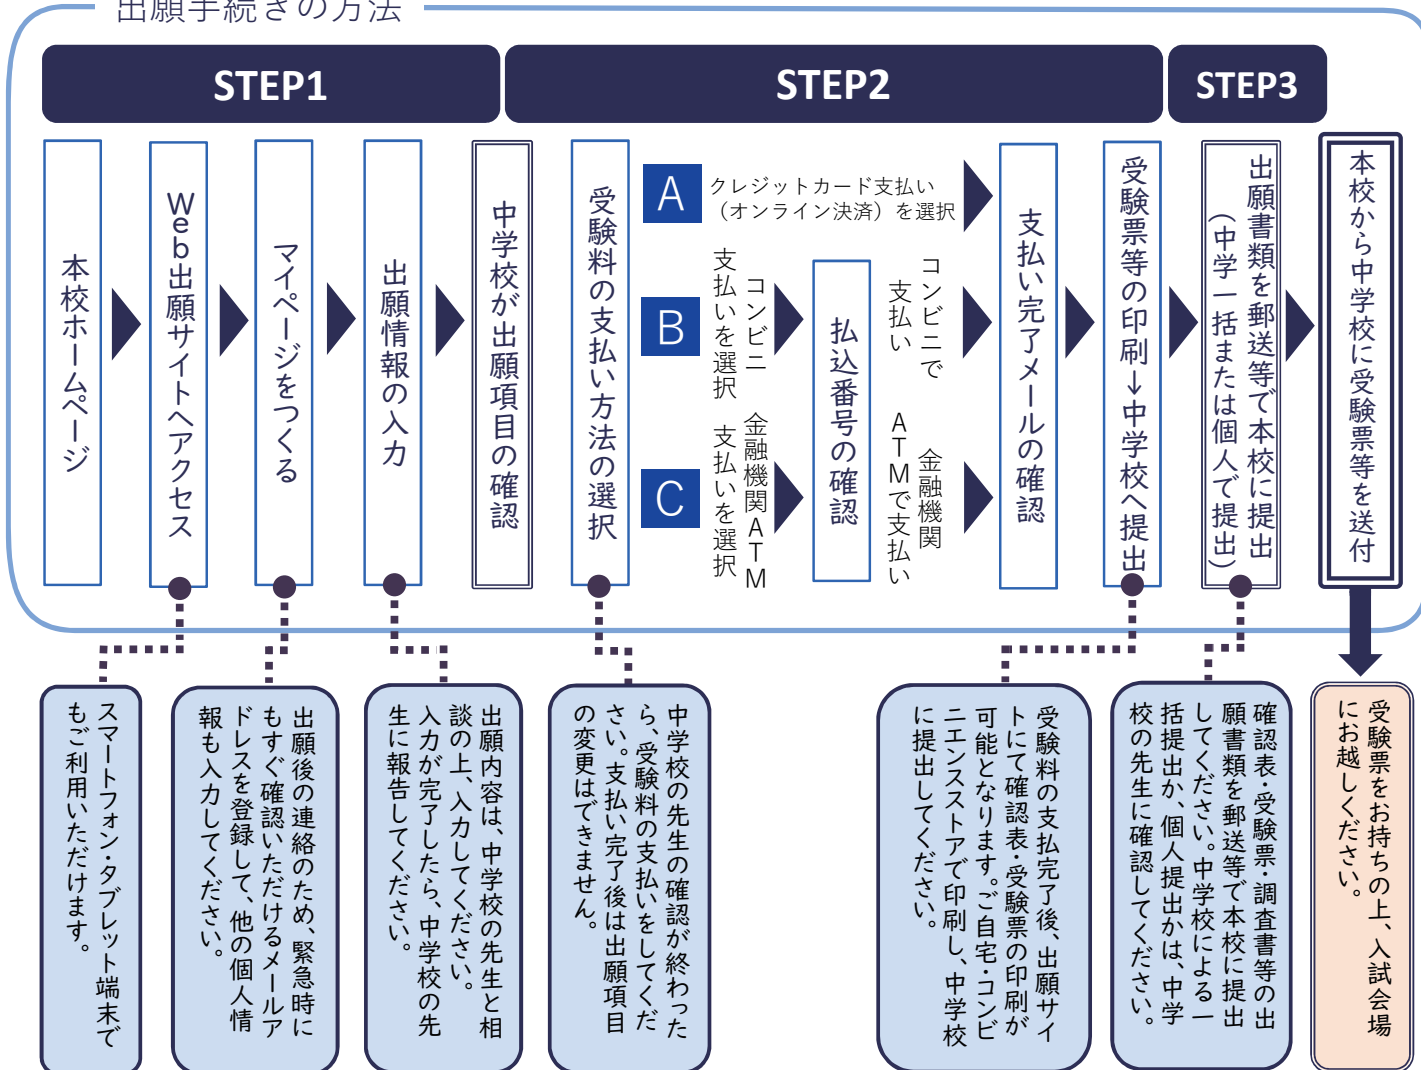 出願手続きの方法
STEP1
STEP2
STEP3
本校ホームページ
Web出願サイトへアクセス
マイページをつくる
出願情報の入力
中学校が出願項目の確認
受験料の支払い方法の選択
A
クレジットカード支払い
（オンライン決済）を選択
B
コンビニ
支払いを選択
C
金融機関ATM
支払いを選択
払込番号の確認
コンビニで
支払い
金融機関
ATMで支払い
支払い完了メールの確認
受験票等の印刷→中学校へ提出
出願書類を郵送等で本校に提出
（中学一括または個人で提出）
本校から中学校に受験票等を送付
スマートフォン・タブレット端末で
もご利用いただけます。
出願後の連絡のため、緊急時に
もすぐ確認いただけるメールア
ドレスを登録して、他の個人情
報も入力してください。
出願内容は、中学校の先生と相
談の上、入力してください。
入力が完了したら、中学校の先
生に報告してください。
中学校の先生の確認が終わった
ら、受験料の支払いをしてくだ
さい。支払い完了後は出願項目
の変更はできません。
受験料の支払完了後、出願サイ
トにて確認表・受験票の印刷が
可能となります。ご自宅・コンビ
ニエンスストアで印刷し、中学校
に提出してください。
確認表・受験票・調査書等の出
願書類を郵送等で本校に提出
してください。中学校による一
括提出か、個人提出かは、中学
校の先生に確認してください。
受験票をお持ちの上、入試会場
にお越しください。